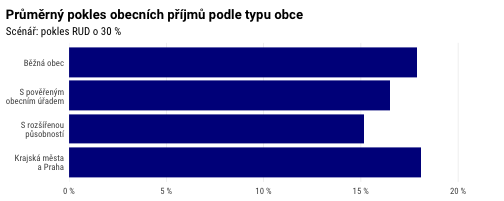 Průměrný pokles obecních příjmů podle typu obce
Scénář: pokles RUD o 30 %
Běžná obec
S pověřeným
obecním úřadem
S rozšířenou
působností
Krajská města
a Praha
0 %
5 %
10 %
15 %
20 %